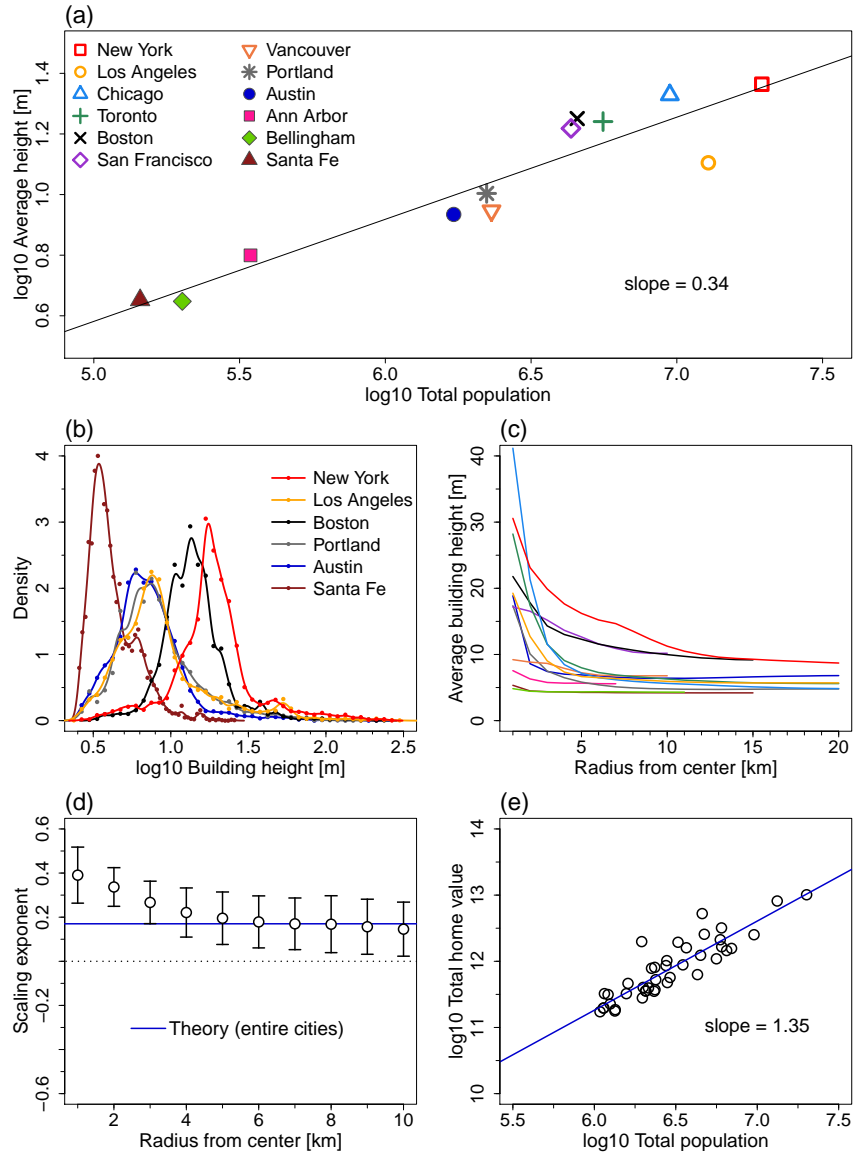 (a)
New York
Los Angeles
Chicago
Toronto
Boston
San Francisco
Vancouver
Portland
Austin
Ann Arbor
Bellingham
Santa Fe
slope = 0.34
log10 Average height [m]
0.6
0.8
1.0
1.2
1.4
5.0
5.5
6.0
6.5
7.0
7.5
log10 Total population
(b)
New York
Los Angeles
Boston
Portland
Austin
Santa Fe
Density
0
1
2
3
4
0.5
1.0
1.5
2.0
2.5
log10 Building height [m]
(c)
Average building height [m]
0
10
20
30
40
5
10
15
20
Radius from center [km]
(d)
Scaling exponent
−0.6
−0.2
0.2
0.4
0.6
Theory (entire cities)
2
4
6
8
10
Radius from center [km]
(e)
log10 Total home value
10
11
12
13
14
slope = 1.35
5.5
6.0
6.5
7.0
7.5
log10 Total population